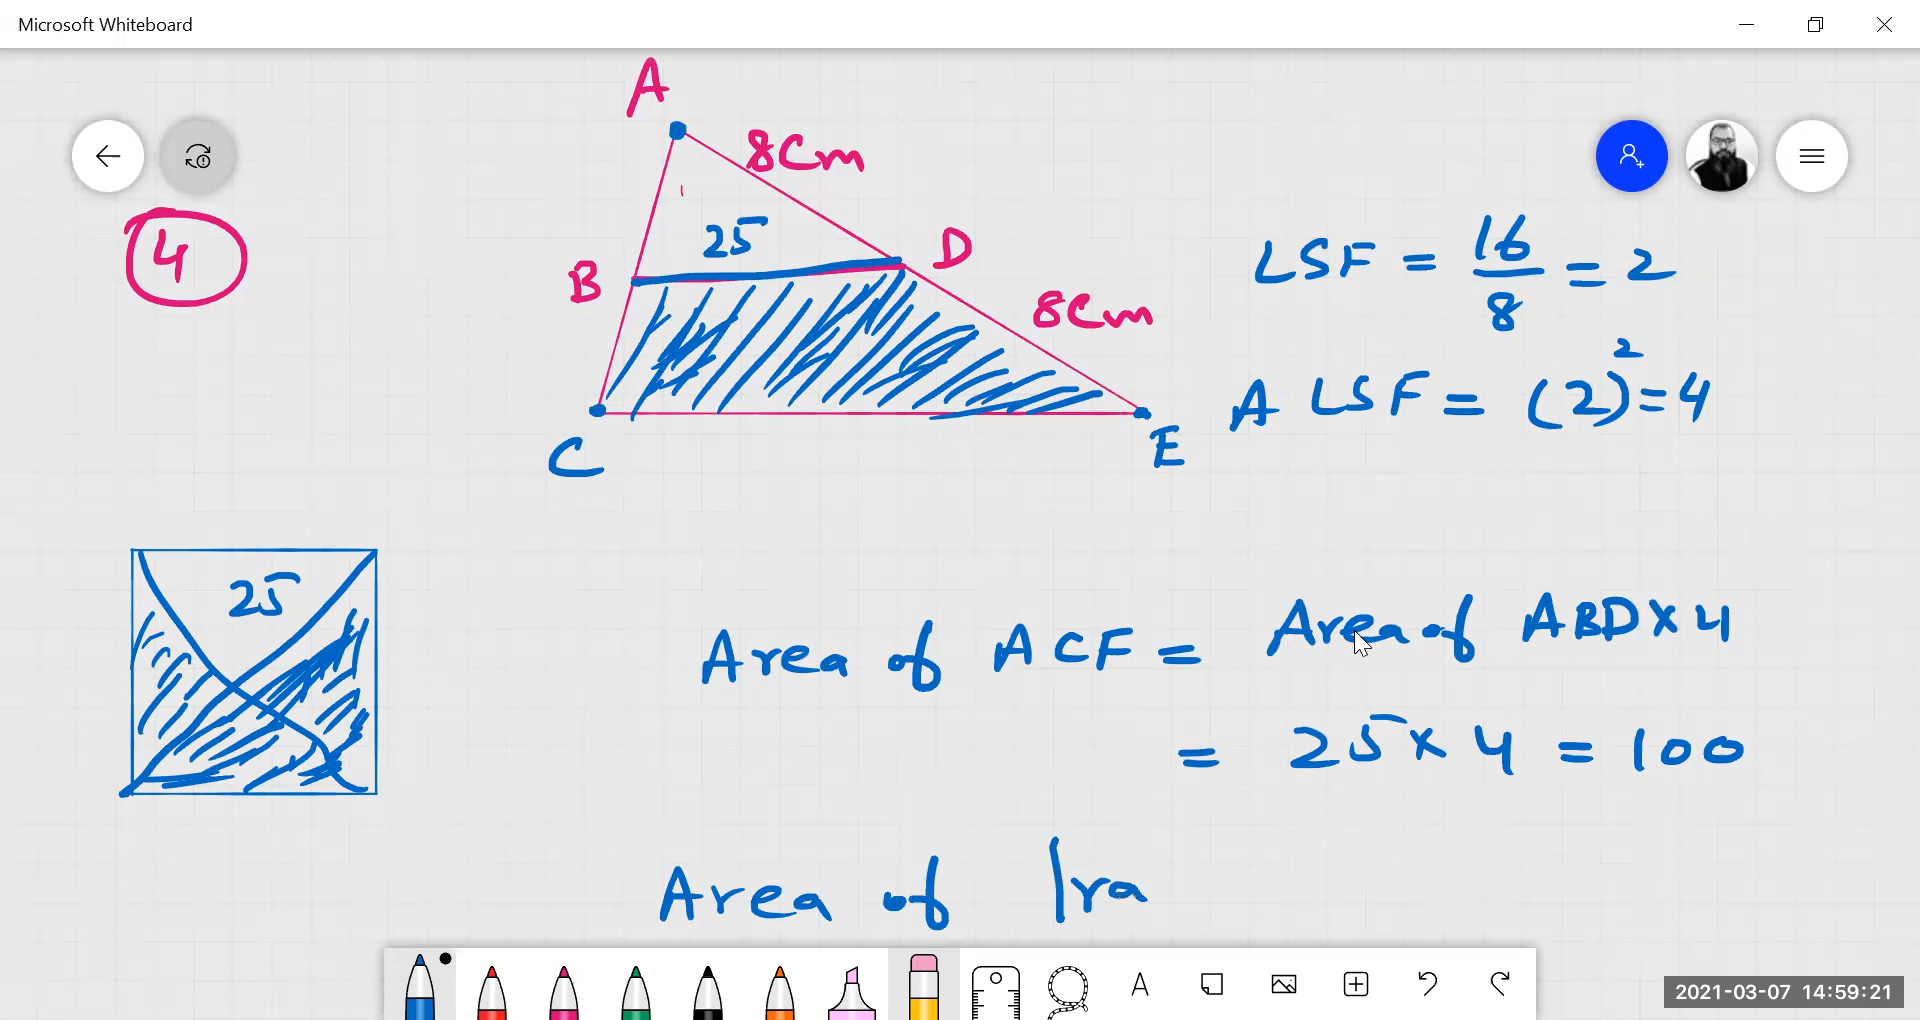 Microsoft Whiteboard
A
8cm
4
25
B
D
8cm
C
E
LSF = 16/8 = 2
A LSF = (2)² = 4
25
Area of ACF = Area of ABD x 4
= 25 x 4 = 100
Area of Tra
A
2021-03-07 14:59:21